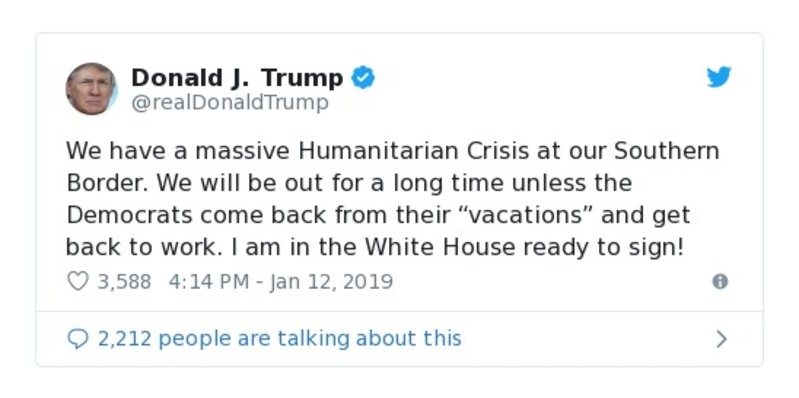 Donald J. Trump
@realDonaldTrump
We have a massive Humanitarian Crisis at our Southern
Border. We will be out for a long time unless the
Democrats come back from their “vacations” and get
back to work. I am in the White House ready to sign!
3,588 4:14 PM - Jan 12, 2019
2,212 people are talking about this